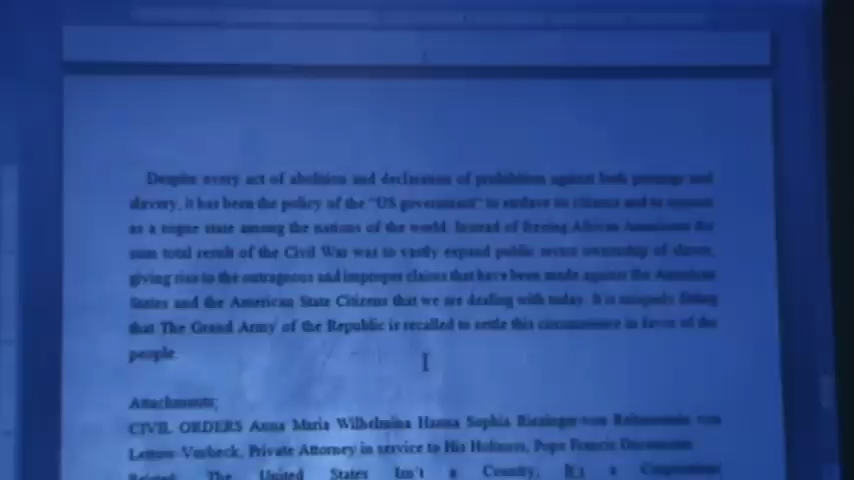 Despite every act of abolition and declaration of prohibition against both peonage and
slavery, it has been the policy of the "US government" to enslave its citizens and to operate
as a rogue state among the nations of the world. Instead of freeing African Americans the
sum total result of the Civil War was to vastly expand public sector ownership of slaves,
giving rise to the outrageous and improper claims that have been made against the American
States and the American State Citizens that we are dealing with today. It is uniquely fitting
that The Grand Army of the Republic is recalled to settle this circumstance in favor of the
people.
Attachments:
CIVIL ORDERS Anna Maria Wilhelmina Hanna Sophia Riezinger-von Reitzenstein von
Lettow-Vorbeck, Private Attorney in service to His Holiness, Pope Francis
Related: The United States Isn't a Country, It's a Corporation